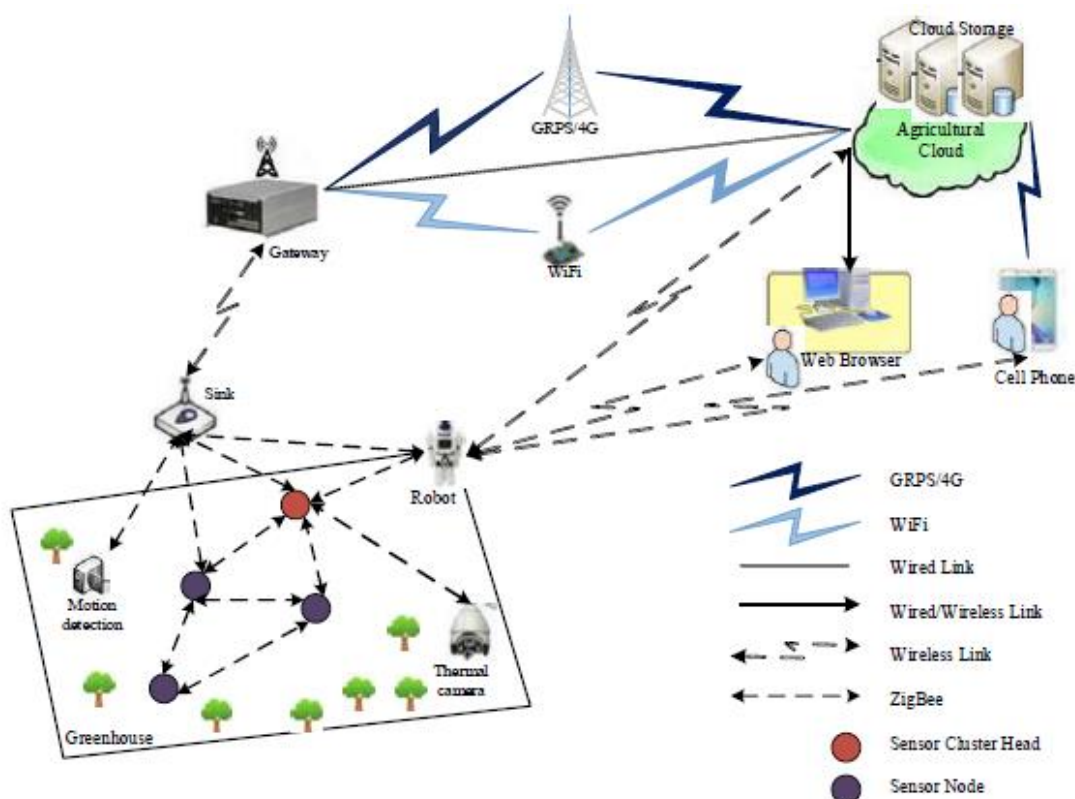 Cloud Storage
GRPS/4G
Agricultural
Cloud
Gateway
WiFi
Web Browser
Cell Phone
Sink
Robot
Motion
detection
Thermal
camera
Greenhouse
GRPS/4G
WiFi
Wired Link
Wired/Wireless Link
Wireless Link
ZigBee
Sensor Cluster Head
Sensor Node